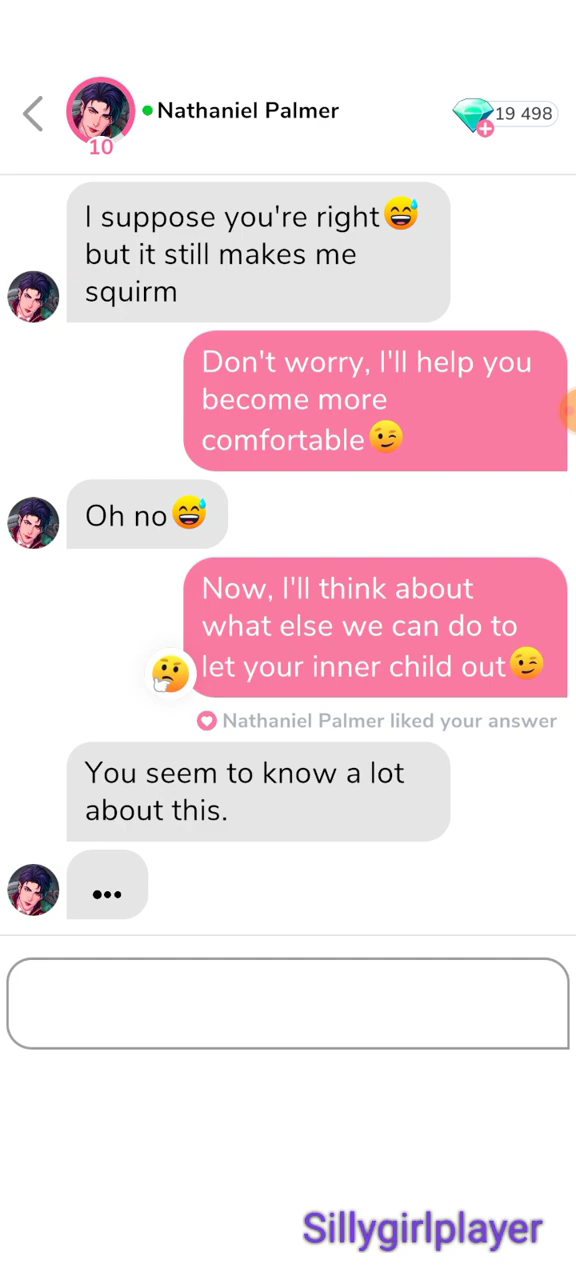 Nathaniel Palmer
19 498
10
I suppose you're right😅
but it still makes me
squirm
Don't worry, I'll help you
become more
comfortable😉
Oh no😅
Now, I'll think about
what else we can do to
let your inner child out😉
Nathaniel Palmer liked your answer
You seem to know a lot
about this.
...
Sillygirlplayer